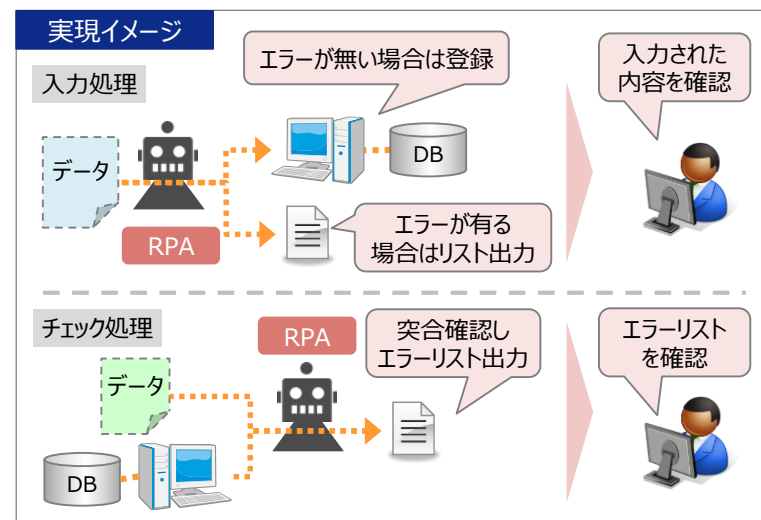 実現イメージ
入力処理
エラーが無い場合は登録
入力された
内容を確認
データ
DB
RPA
エラーが有る
場合はリスト出力
チェック処理
RPA
突合確認し
エラーリスト出力
エラーリスト
を確認
データ
DB